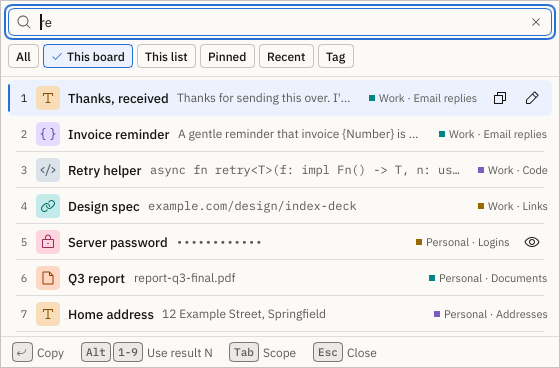 re
All This board This list Pinned Recent Tag
1 T Thanks, received Thanks for sending this over. I'… Work · Email replies
2 { } Invoice reminder A gentle reminder that invoice {Number} is … Work · Email replies
3 </> Retry helper async fn retry<T>(f: impl Fn() -> T, n: us… Work · Code
4 Design spec example.com/design/index-deck Work · Links
5 Server password •••••••••••• Personal · Logins
6 Q3 report report-q3-final.pdf Personal · Documents
7 T Home address 12 Example Street, Springfield Personal · Addresses
Copy Alt 1-9 Use result N Tab Scope Esc Close